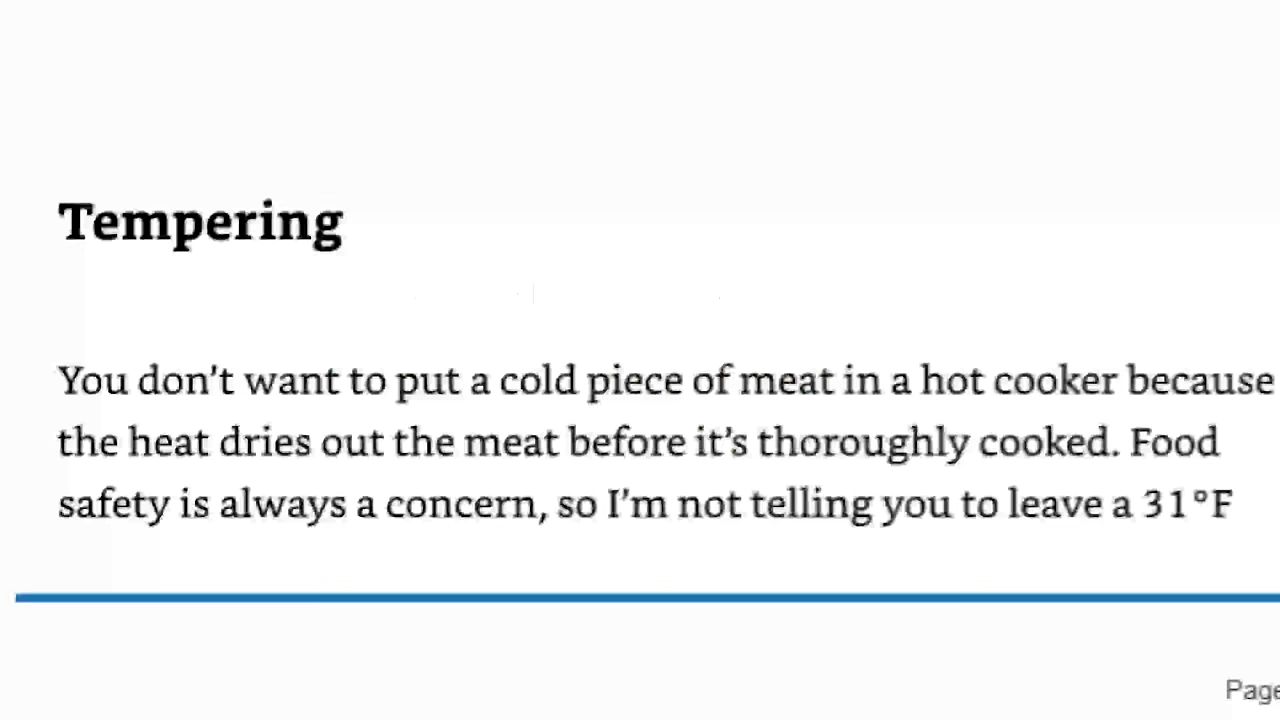 Tempering
You don’t want to put a cold piece of meat in a hot cooker because
the heat dries out the meat before it’s thoroughly cooked. Food
safety is always a concern, so I’m not telling you to leave a 31°F
Page